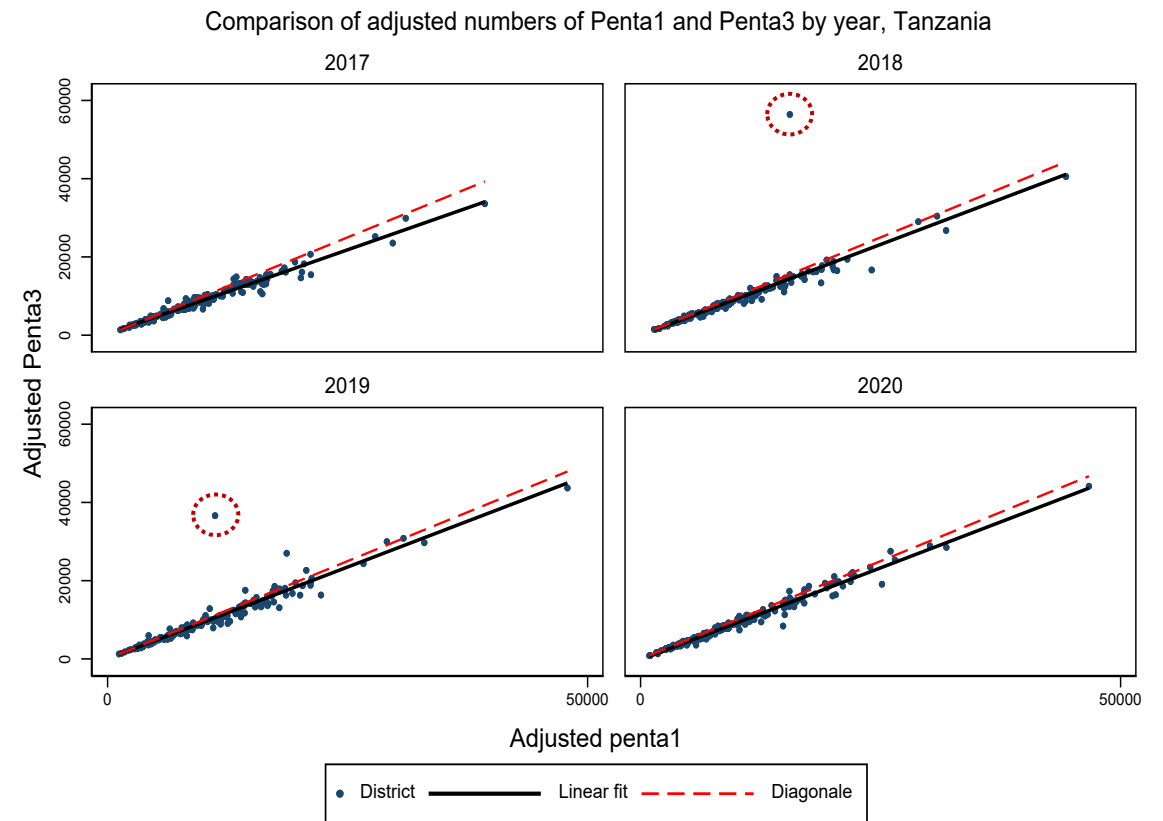 Comparison of adjusted numbers of Penta1 and Penta3 by year, Tanzania
2017
2018
60000
40000
20000
0
Adjusted Penta3
2019
2020
60000
40000
20000
0
0
50000
0
50000
Adjusted penta1
District
Linear fit
Diagonale